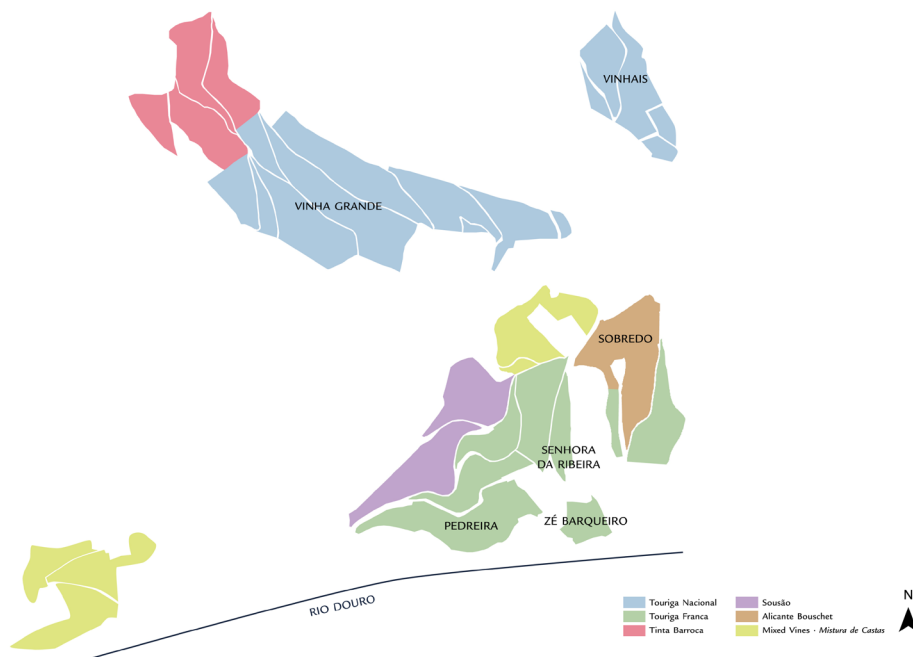 VINHAIS
VINHA GRANDE
SOBREDO
SENHORA
DA RIBEIRA
PEDREIRA
ZÉ BARQUEIRO
RIO DOURO
Touriga Nacional
Touriga Franca
Tinta Barroca
Sousão
Alicante Bouschet
Mixed Vines · Mistura de Castas
N